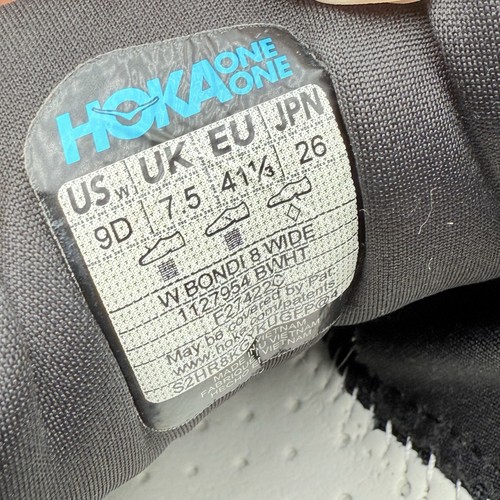 HOKA ONE ONE
US W UK EU JPN
9D 7.5 41⅓ 26
W BONDI 8 WIDE
1127954 BWHT
May be covered by Pat.
www.hoka.com/patents
VIETNAM